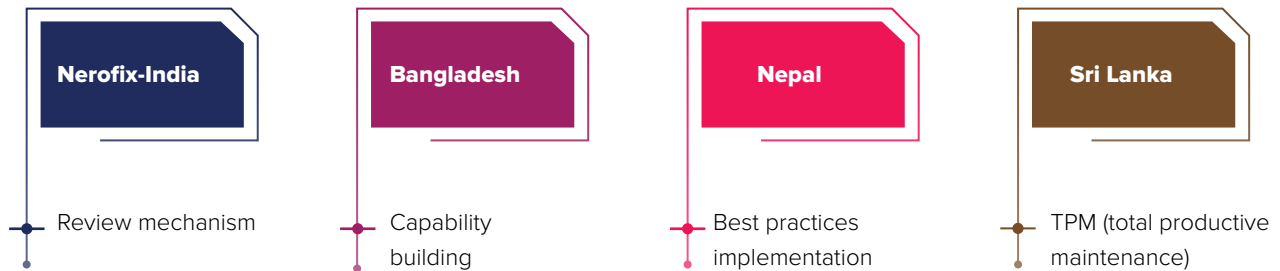 Nerofix-India
Review mechanism
Bangladesh
Capability
building
Nepal
Best practices
implementation
Sri Lanka
TPM (total productive
maintenance)